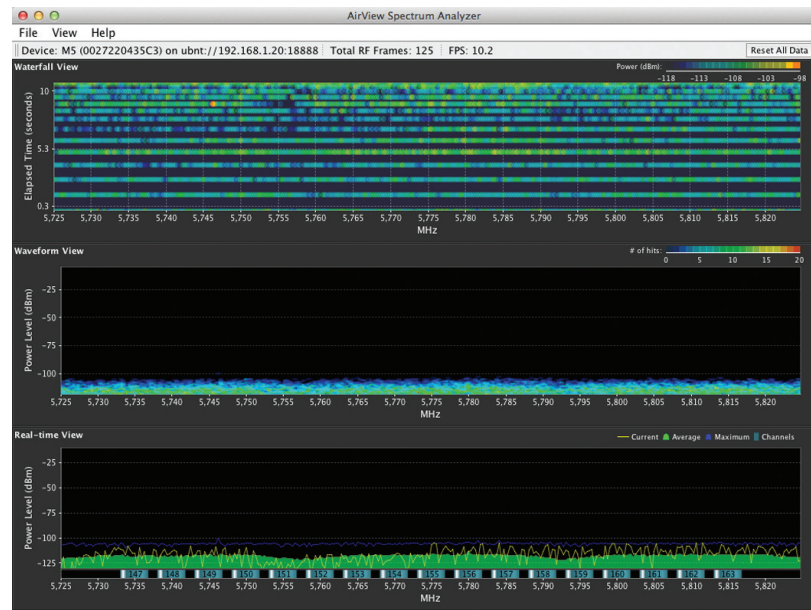 AirView Spectrum Analyzer
File View Help
Device: M5 (0027220435C3) on ubnt://192.168.1.20:18888 Total RF Frames: 125 FPS: 10.2 Reset All Data
Waterfall View Power (dBm):
-118 -113 -108 -103 -98
Elapsed Time (seconds)
10
5.3
0.3
5,725 5,730 5,735 5,740 5,745 5,750 5,755 5,760 5,765 5,770 5,775 5,780 5,785 5,790 5,795 5,800 5,805 5,810 5,815 5,820
MHz
Waveform View # of hits:
0 5 10 15 20
Power Level (dBm)
-25
-50
-75
-100
5,725 5,730 5,735 5,740 5,745 5,750 5,755 5,760 5,765 5,770 5,775 5,780 5,785 5,790 5,795 5,800 5,805 5,810 5,815 5,820
MHz
Real-time View Current Average Maximum Channels
Power Level (dBm)
-25
-50
-75
-100
-125
147 148 149 150 151 152 153 154 155 156 157 158 159 160 161 162 163
5,725 5,730 5,735 5,740 5,745 5,750 5,755 5,760 5,765 5,770 5,775 5,780 5,785 5,790 5,795 5,800 5,805 5,810 5,815 5,820
MHz